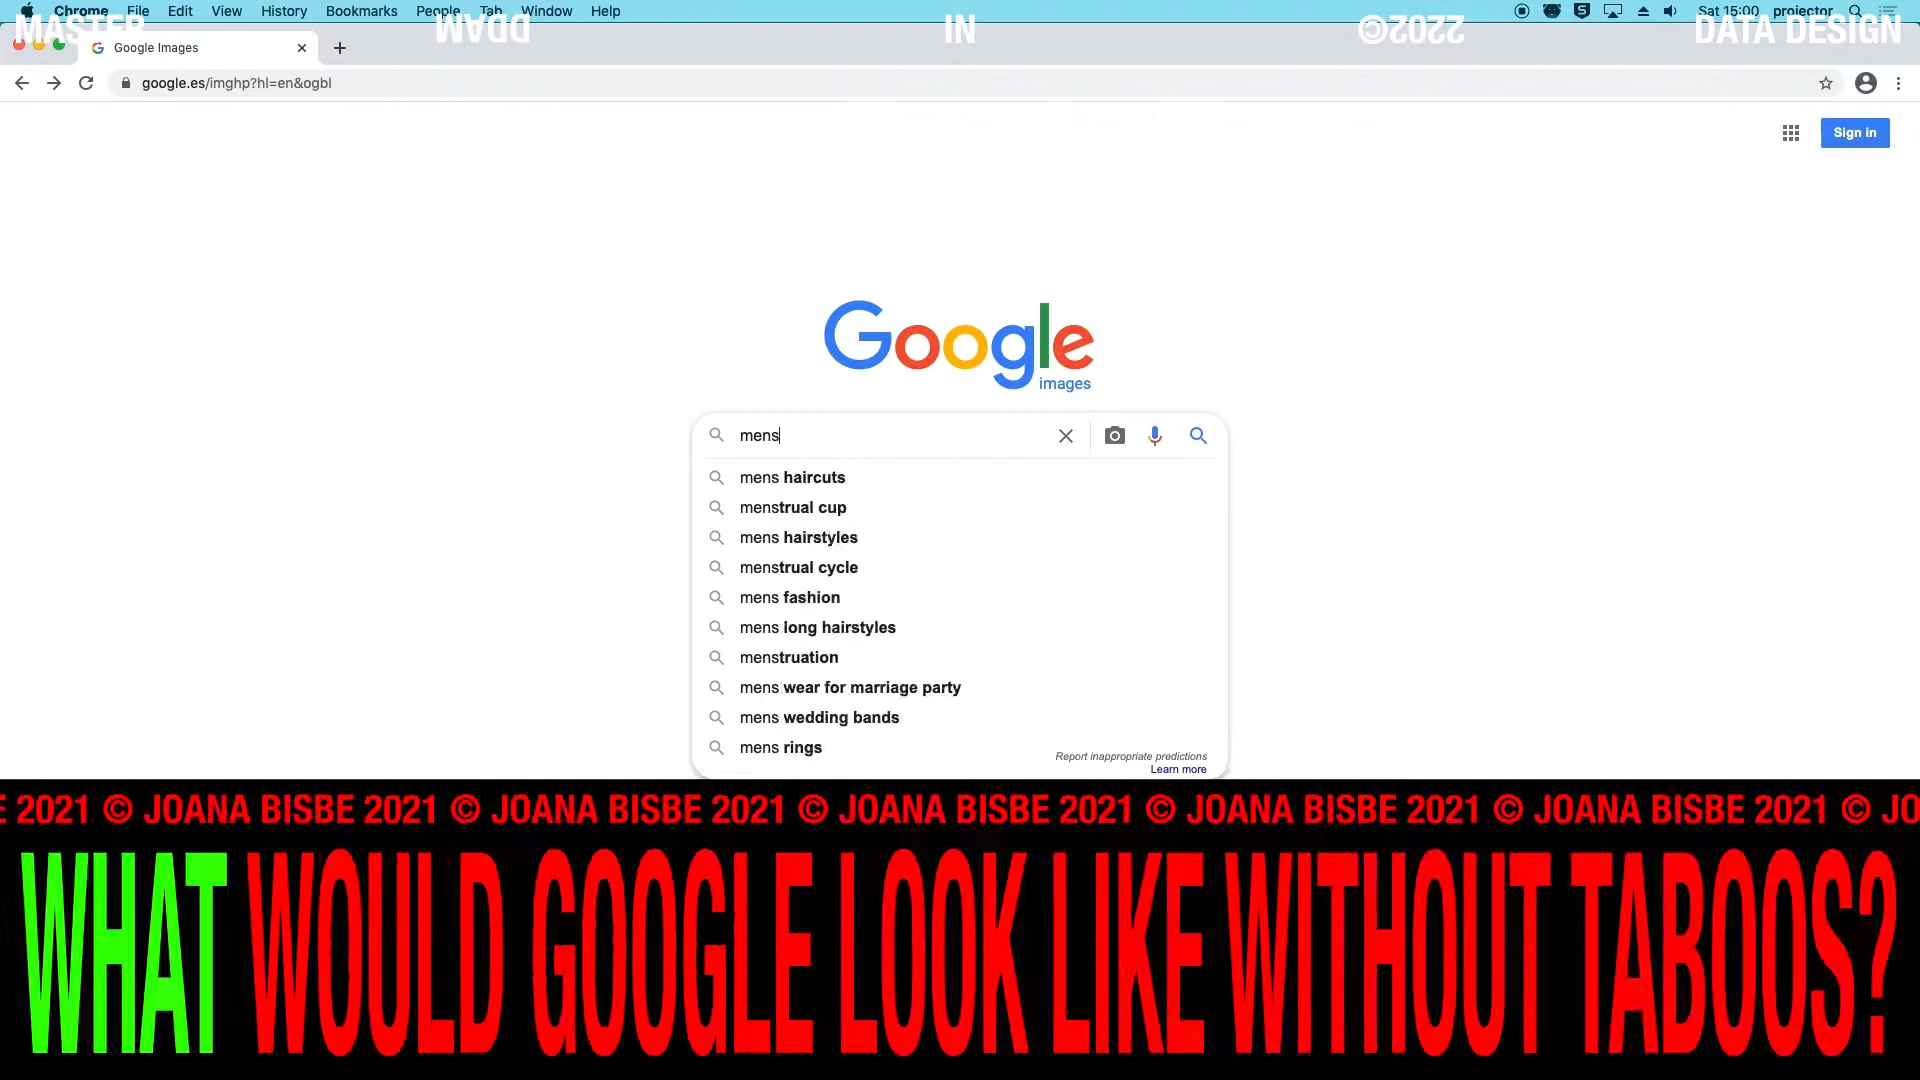 Chrome File Edit View History Bookmarks People Tab Window Help Sat 15:00 projector
MASTER DDAM IN ©2022 DATA DESIGN
Google Images
google.es/imghp?hl=en&ogbl
Sign in
Google
images
mens
mens haircuts
menstrual cup
mens hairstyles
menstrual cycle
mens fashion
mens long hairstyles
menstruation
mens wear for marriage party
mens wedding bands
mens rings
Report inappropriate predictions
Learn more
E 2021 © JOANA BISBE 2021 © JOANA BISBE 2021 © JOANA BISBE 2021 © JOANA BISBE 2021 © JOANA BISBE 2021 © JO
WHAT WOULD GOOGLE LOOK LIKE WITHOUT TABOOS?